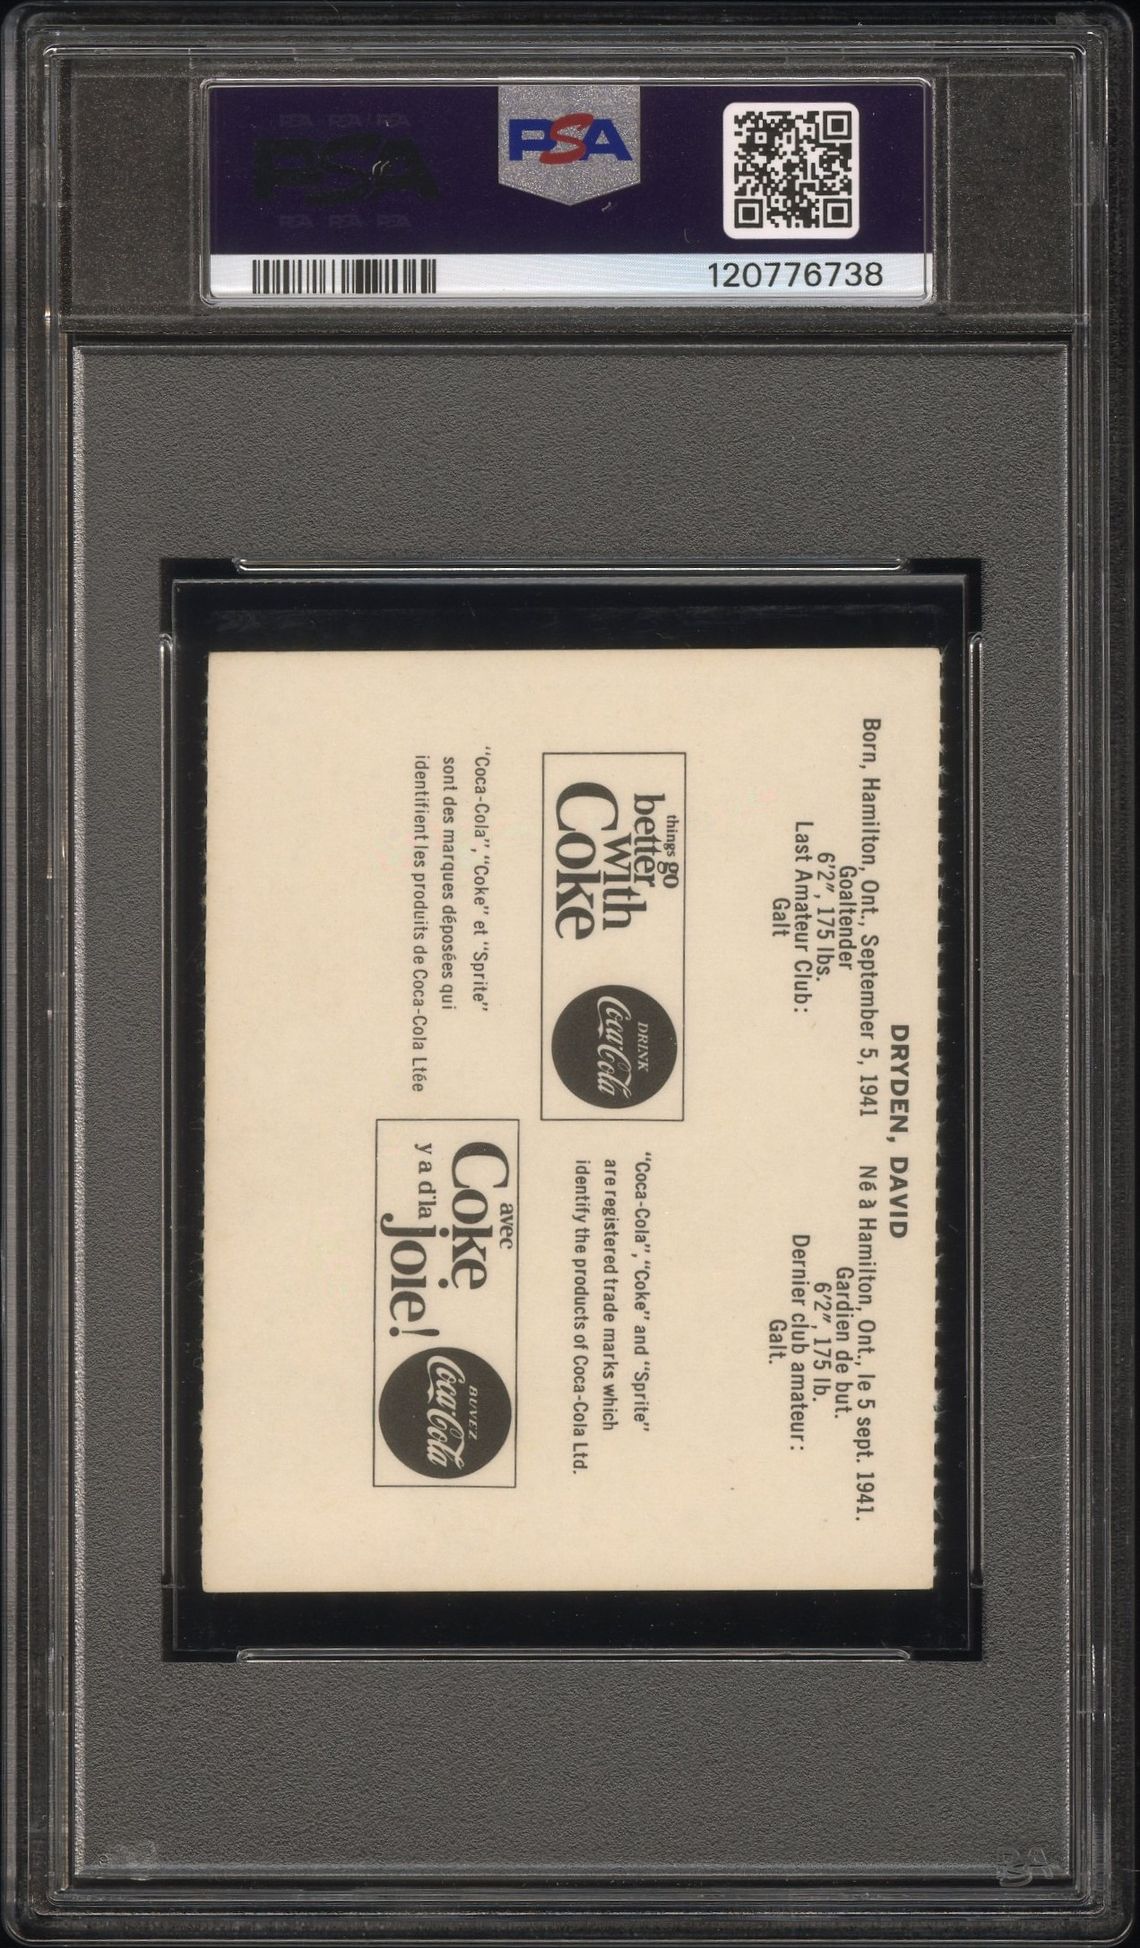 PSA
120776738
DRYDEN, DAVID
Born, Hamilton, Ont., September 5, 1941
Goaltender
6'2", 175 lbs.
Last Amateur Club:
Galt
Né à Hamilton, Ont., le 5 sept. 1941.
Gardien de but.
6'2", 175 lb.
Dernier club amateur:
Galt.
things go
better
with
Coke
DRINK
Coca-Cola
"Coca-Cola", "Coke" and "Sprite"
are registered trade marks which
identify the products of Coca-Cola Ltd.
"Coca-Cola", "Coke" et "Sprite"
sont des marques déposées qui
identifient les produits de Coca-Cola Ltée
avec
Coke
y a d'la
joie!
BUVEZ
Coca-Cola